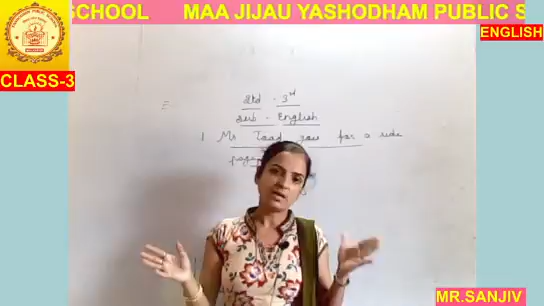 SCHOOL MAA JIJAU YASHODHAM PUBLIC S
ENGLISH
CLASS-3
Std - 3rd
Sub - English
1 Mr Toad goes for a ride
MR.SANJIV